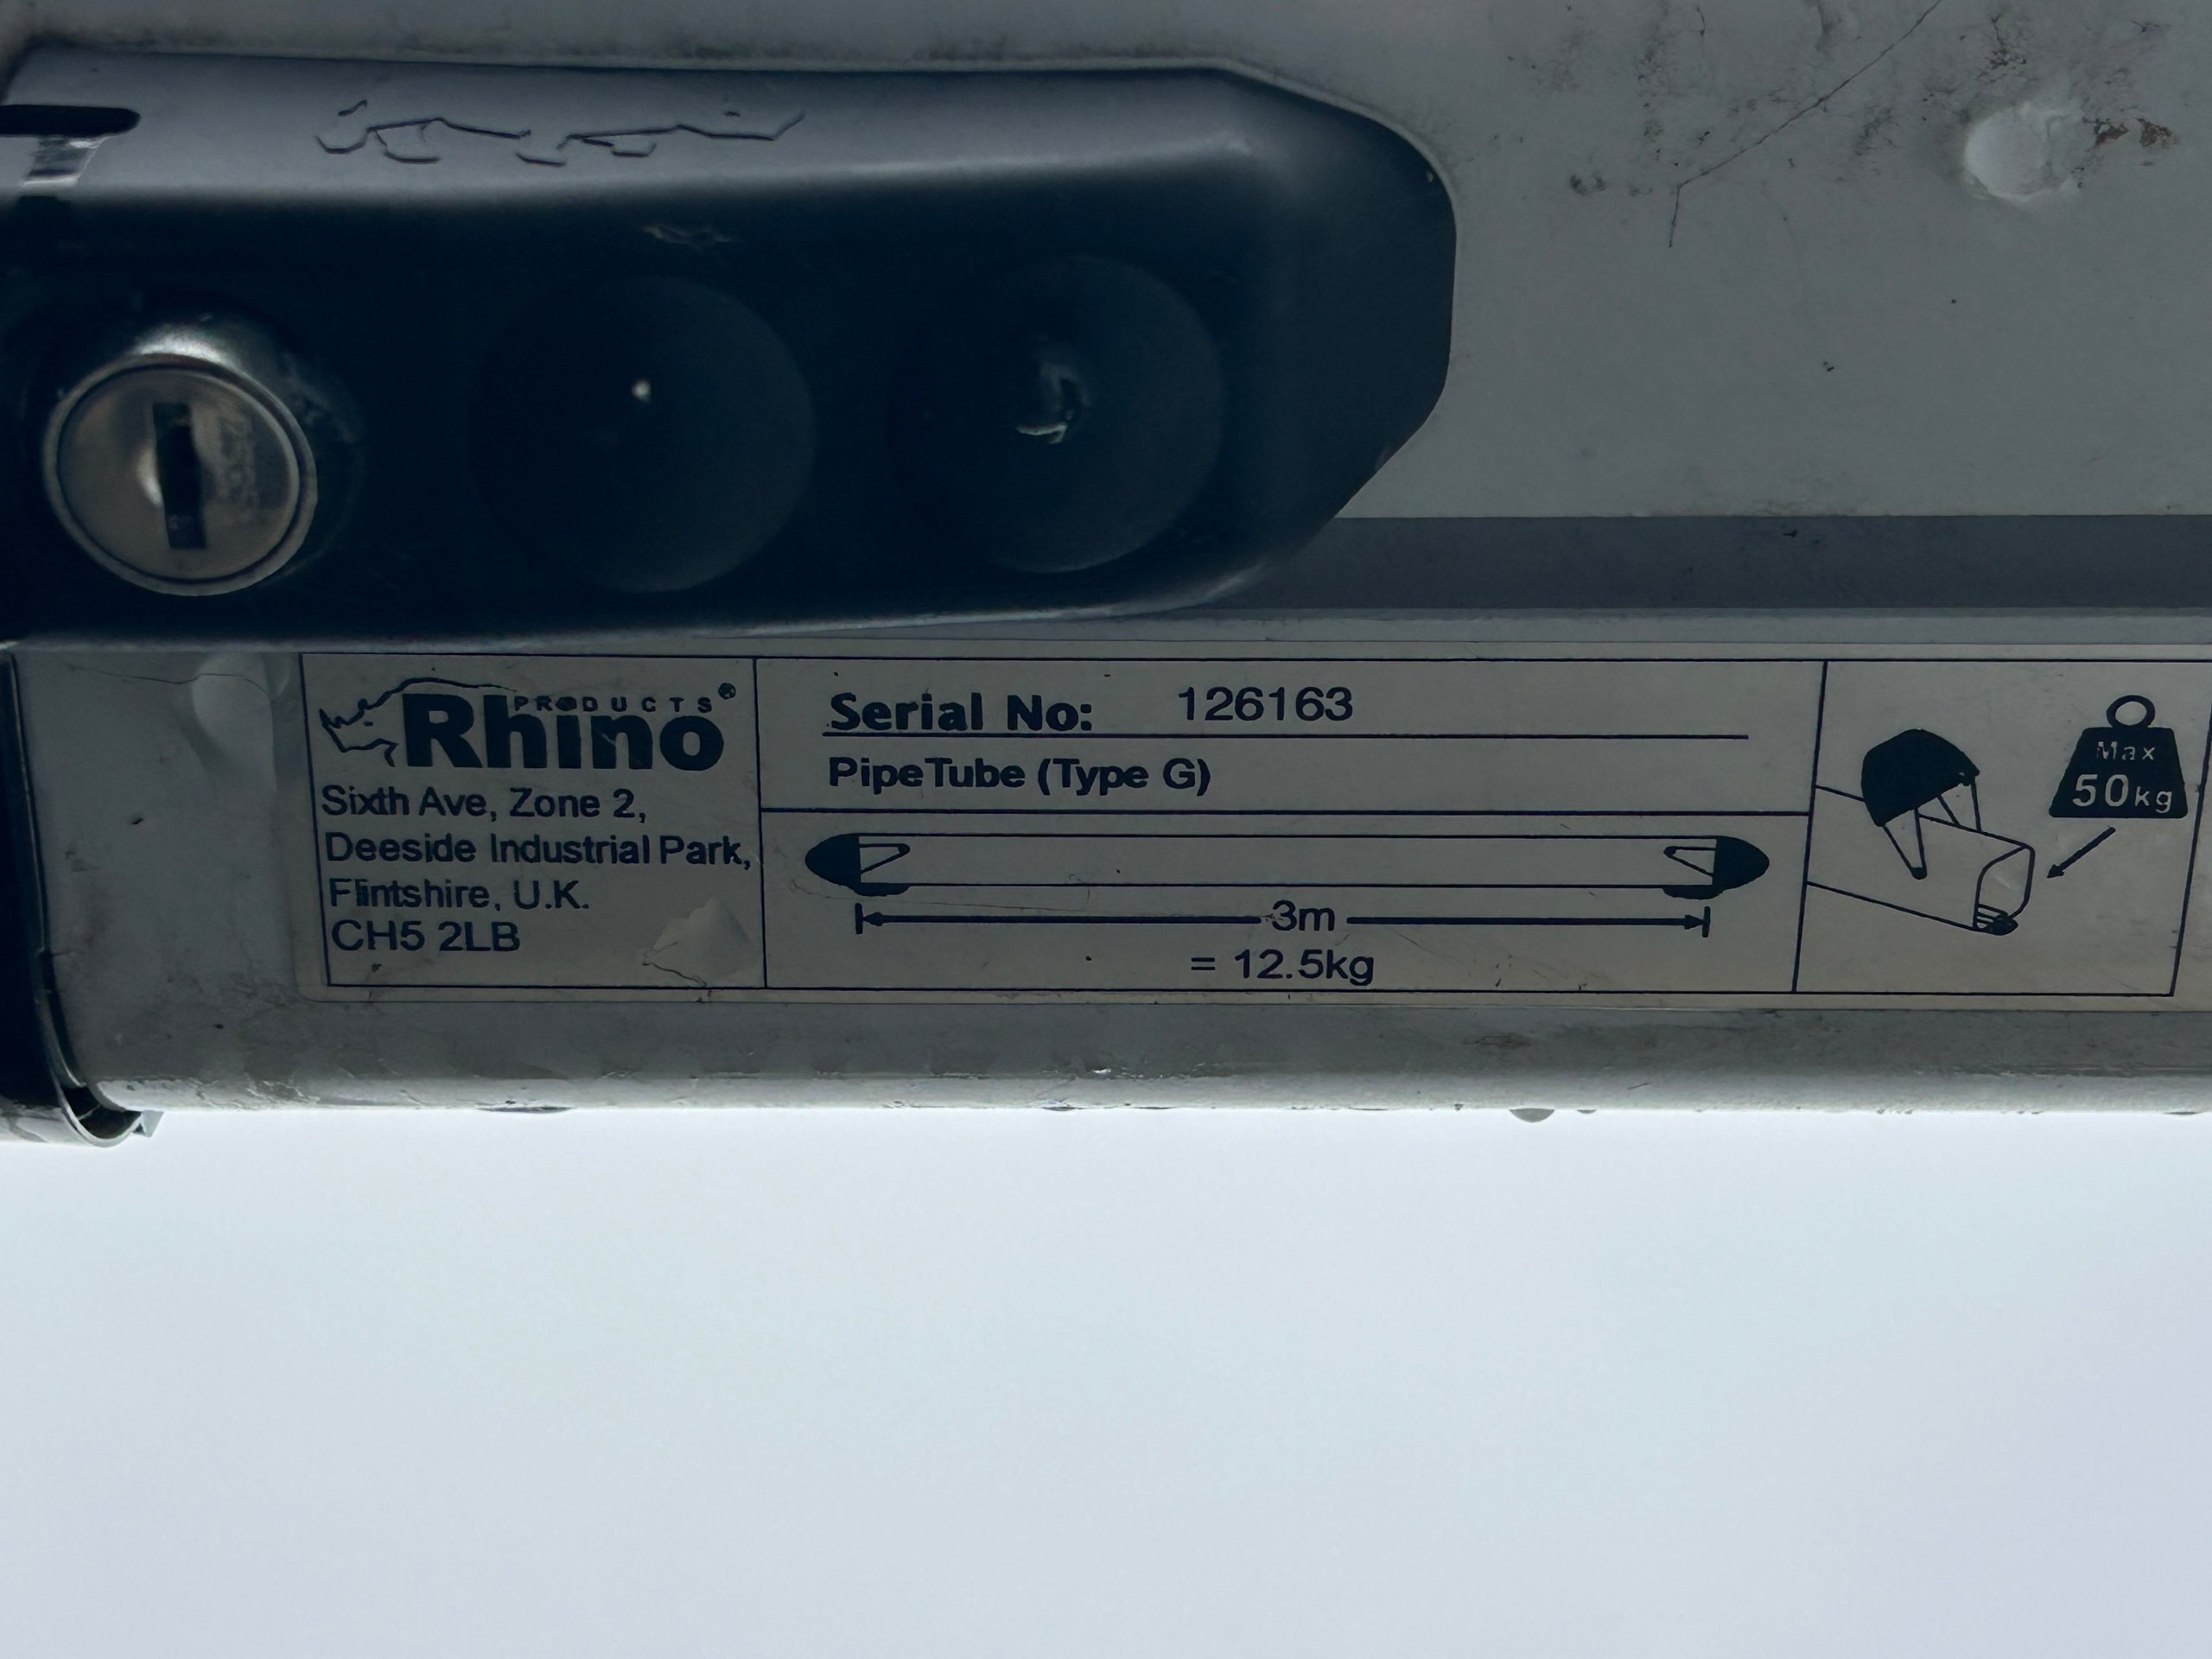 PRODUCTS®
Rhino
Sixth Ave, Zone 2,
Deeside Industrial Park,
Flintshire, U.K.
CH5 2LB
Serial No: 126163
PipeTube (Type G)
3m
= 12.5kg
Max
50kg